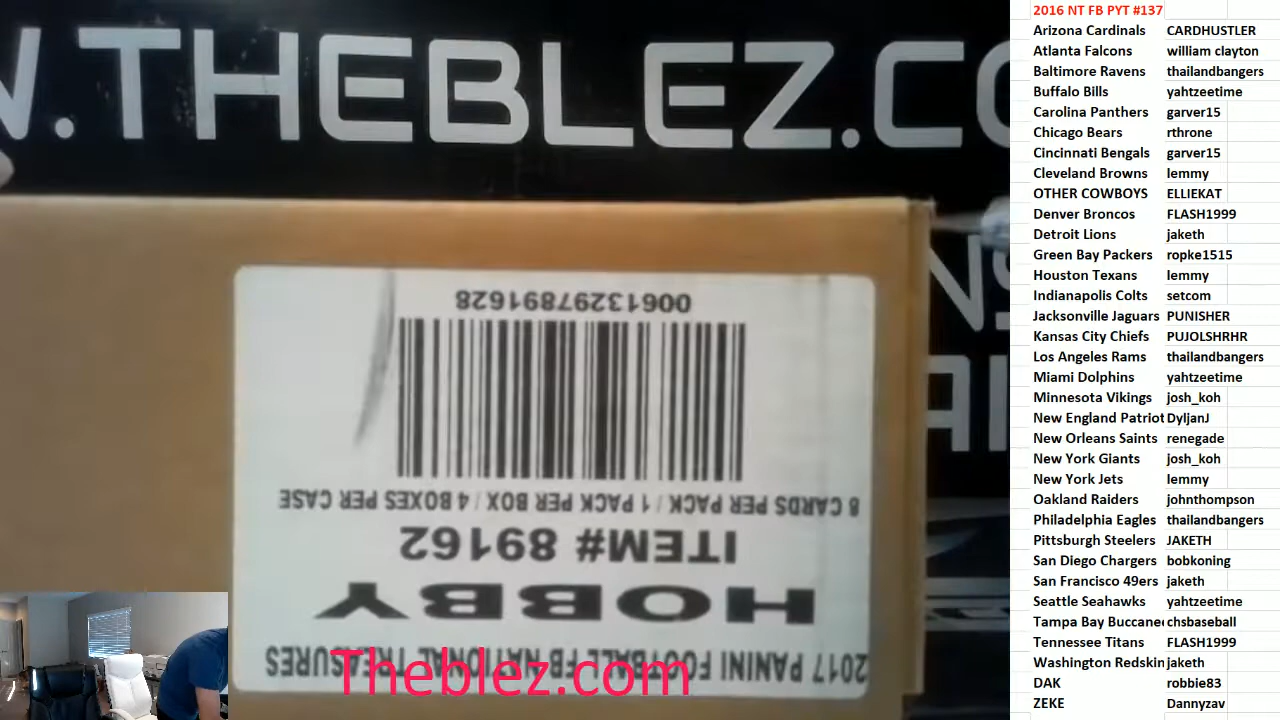 W.THEBLEZ.CO
2017 PANINI FOOTBALL FB NATIONAL TREASURES
HOBBY
ITEM# 89162
8 CARDS PER PACK / 1 PACK PER BOX / 4 BOXES PER CASE
00613297891628
Theblez.com
2016 NT FB PYT #137
Arizona Cardinals CARDHUSTLER
Atlanta Falcons william clayton
Baltimore Ravens thailandbangers
Buffalo Bills yahtzeetime
Carolina Panthers garver15
Chicago Bears rthrone
Cincinnati Bengals garver15
Cleveland Browns lemmy
OTHER COWBOYS ELLIEKAT
Denver Broncos FLASH1999
Detroit Lions jaketh
Green Bay Packers ropke1515
Houston Texans lemmy
Indianapolis Colts setcom
Jacksonville Jaguars PUNISHER
Kansas City Chiefs PUJOLSHRHR
Los Angeles Rams thailandbangers
Miami Dolphins yahtzeetime
Minnesota Vikings josh_koh
New England Patriot DyljanJ
New Orleans Saints renegade
New York Giants josh_koh
New York Jets lemmy
Oakland Raiders johnthompson
Philadelphia Eagles thailandbangers
Pittsburgh Steelers JAKETH
San Diego Chargers bobkoning
San Francisco 49ers jaketh
Seattle Seahawks yahtzeetime
Tampa Bay Buccanee chsbaseball
Tennessee Titans FLASH1999
Washington Redskin jaketh
DAK robbie83
ZEKE Dannyzav